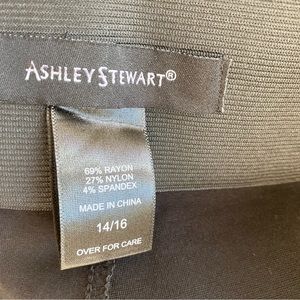 ASHLEY STEWART®
69% RAYON
27% NYLON
4% SPANDEX
MADE IN CHINA
14/16
OVER FOR CARE